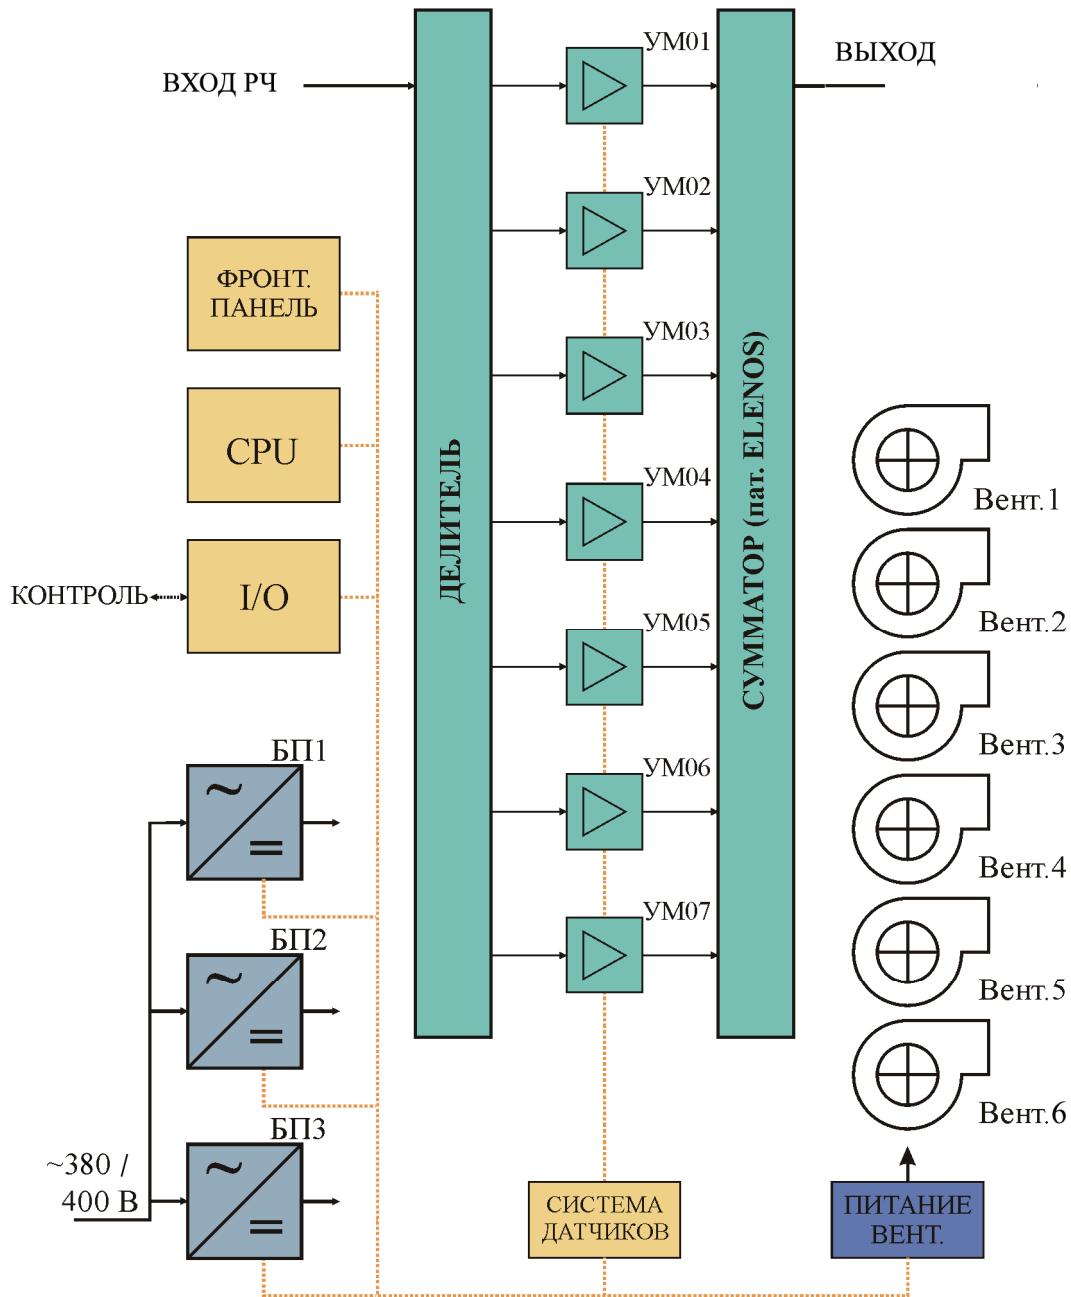 УМ01
ВЫХОД
ВХОД РЧ
УМ02
ФРОНТ.
ПАНЕЛЬ
УМ03
CPU
ДЕЛИТЕЛЬ
СУММАТОР (пат. ELENOS)
УМ04
Вент.1
КОНТРОЛЬ
I/O
УМ05
Вент.2
БП1
~
=
УМ06
Вент.3
Вент.4
УМ07
БП2
~
=
Вент.5
БП3
~
=
Вент.6
~380 /
400 В
СИСТЕМА
ДАТЧИКОВ
ПИТАНИЕ
ВЕНТ.